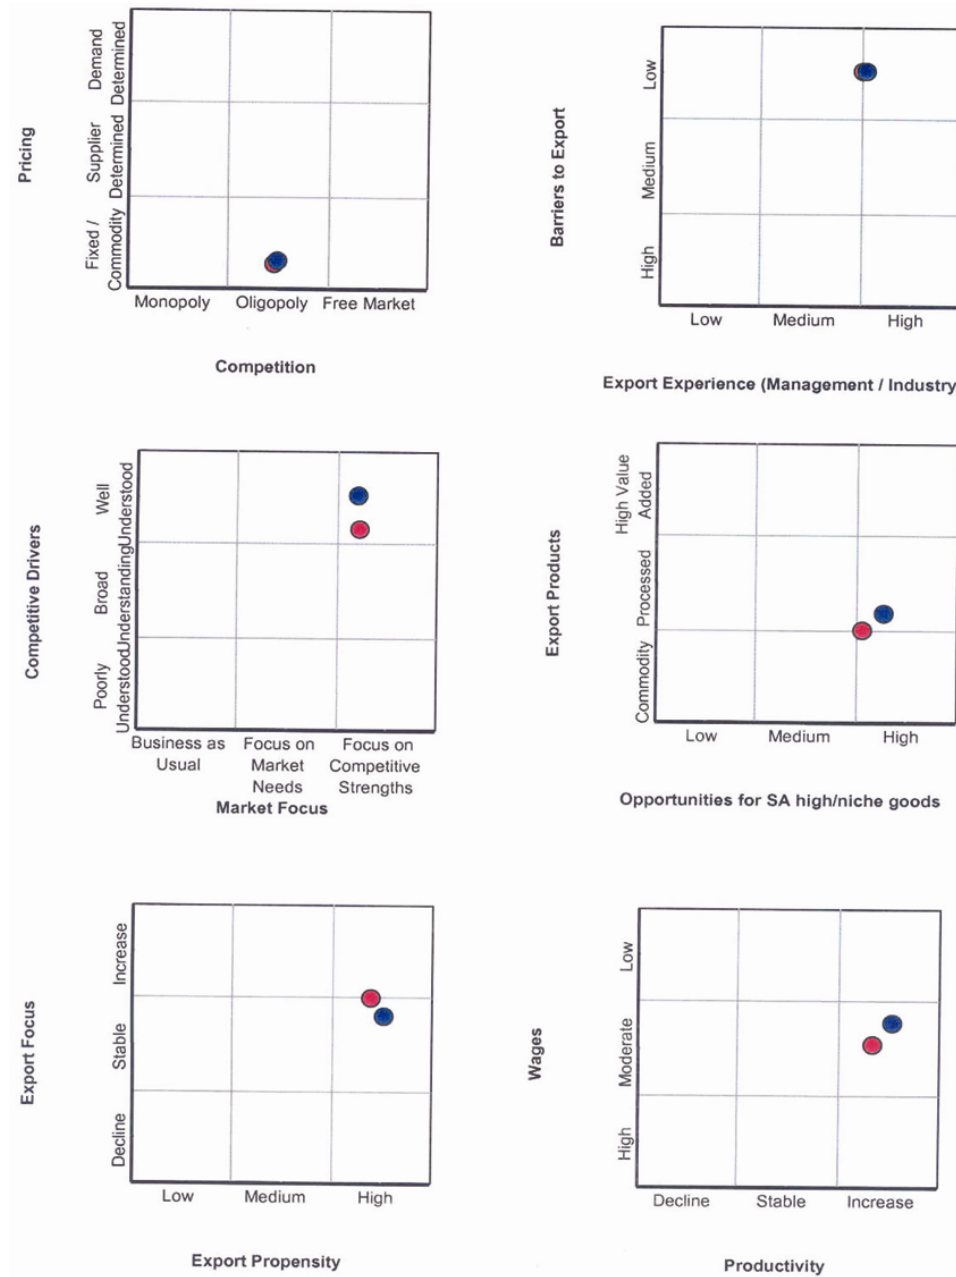 Pricing
Demand
Determined
Supplier
Determined
Fixed /
Commodity
Monopoly Oligopoly Free Market
Competition
Barriers to Export
Low
Medium
High
Low Medium High
Export Experience (Management / Industry
Competitive Drivers
Well
Understood
Broad
Understanding
Poorly
Understood
Business as
Usual
Focus on
Market
Needs
Focus on
Competitive
Strengths
Market Focus
Export Products
High Value
Added
Processed
Commodity
Low Medium High
Opportunities for SA high/niche goods
Export Focus
Increase
Stable
Decline
Low Medium High
Export Propensity
Wages
Low
Moderate
High
Decline Stable Increase
Productivity